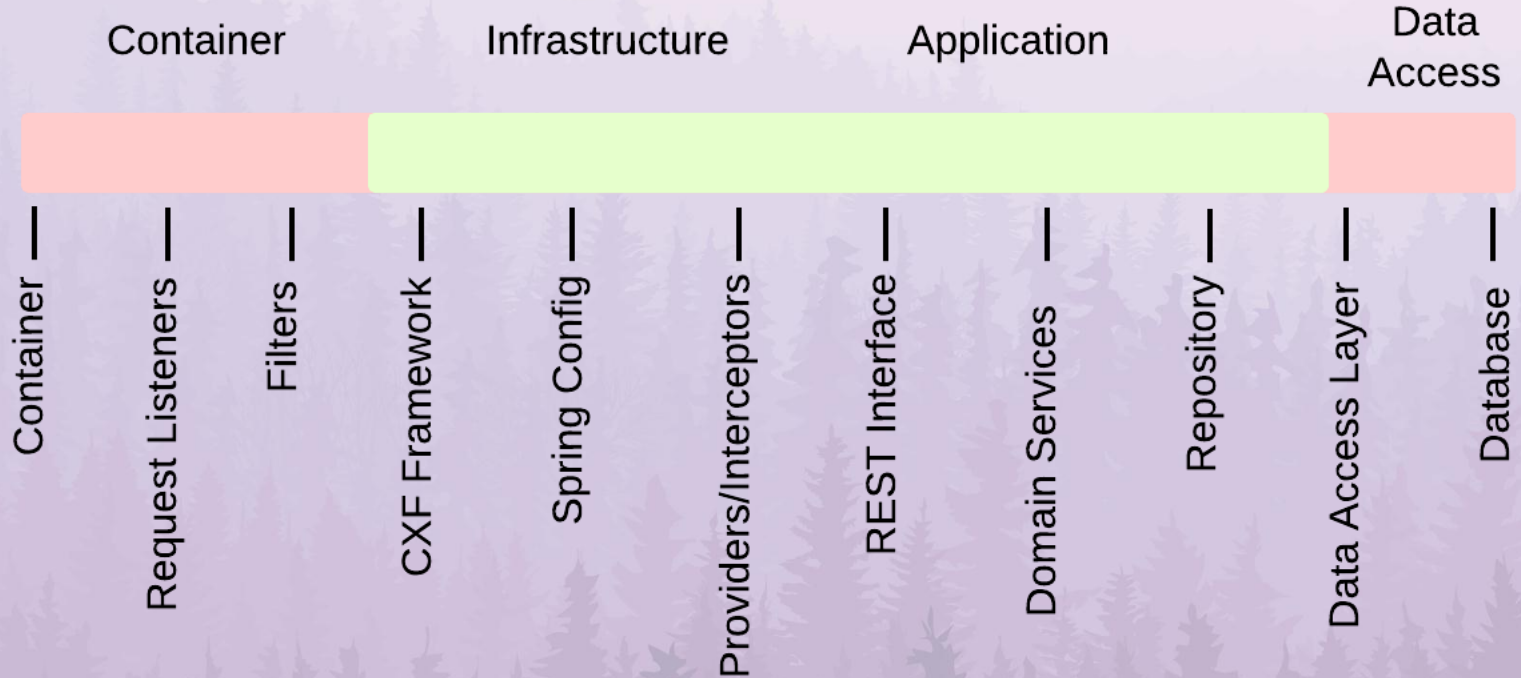 Container
Infrastructure
Application
Data
Access
Container
Request Listeners
Filters
CXF Framework
Spring Config
Providers/Interceptors
REST Interface
Domain Services
Repository
Data Access Layer
Database